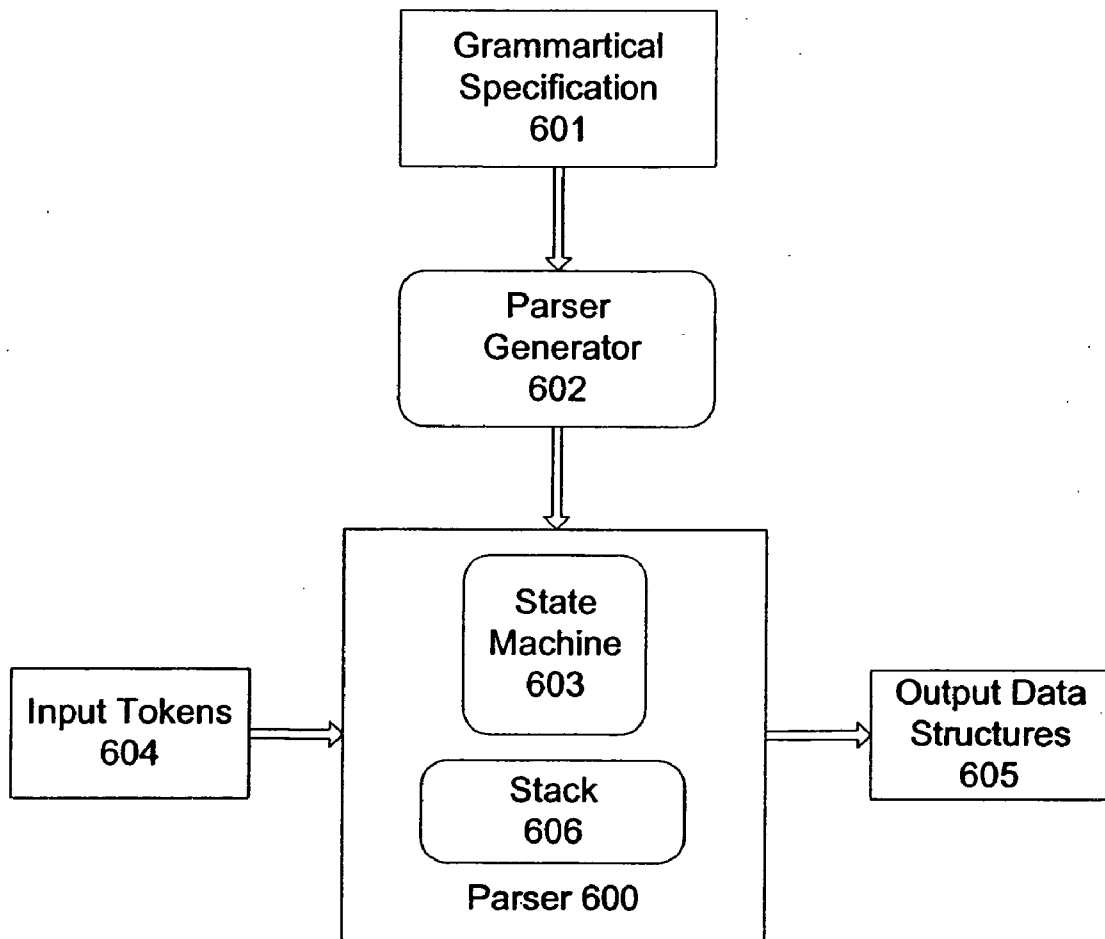 Grammartical
Specification
601
Parser
Generator
602
State
Machine
603
Input Tokens
604
Output Data
Structures
605
Stack
606
Parser 600